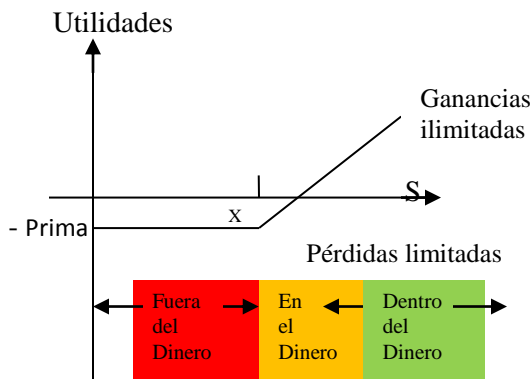 Utilidades
Ganancias
ilimitadas
S
X
- Prima
Pérdidas limitadas
Fuera
del
Dinero
En
el
Dinero
Dentro
del
Dinero